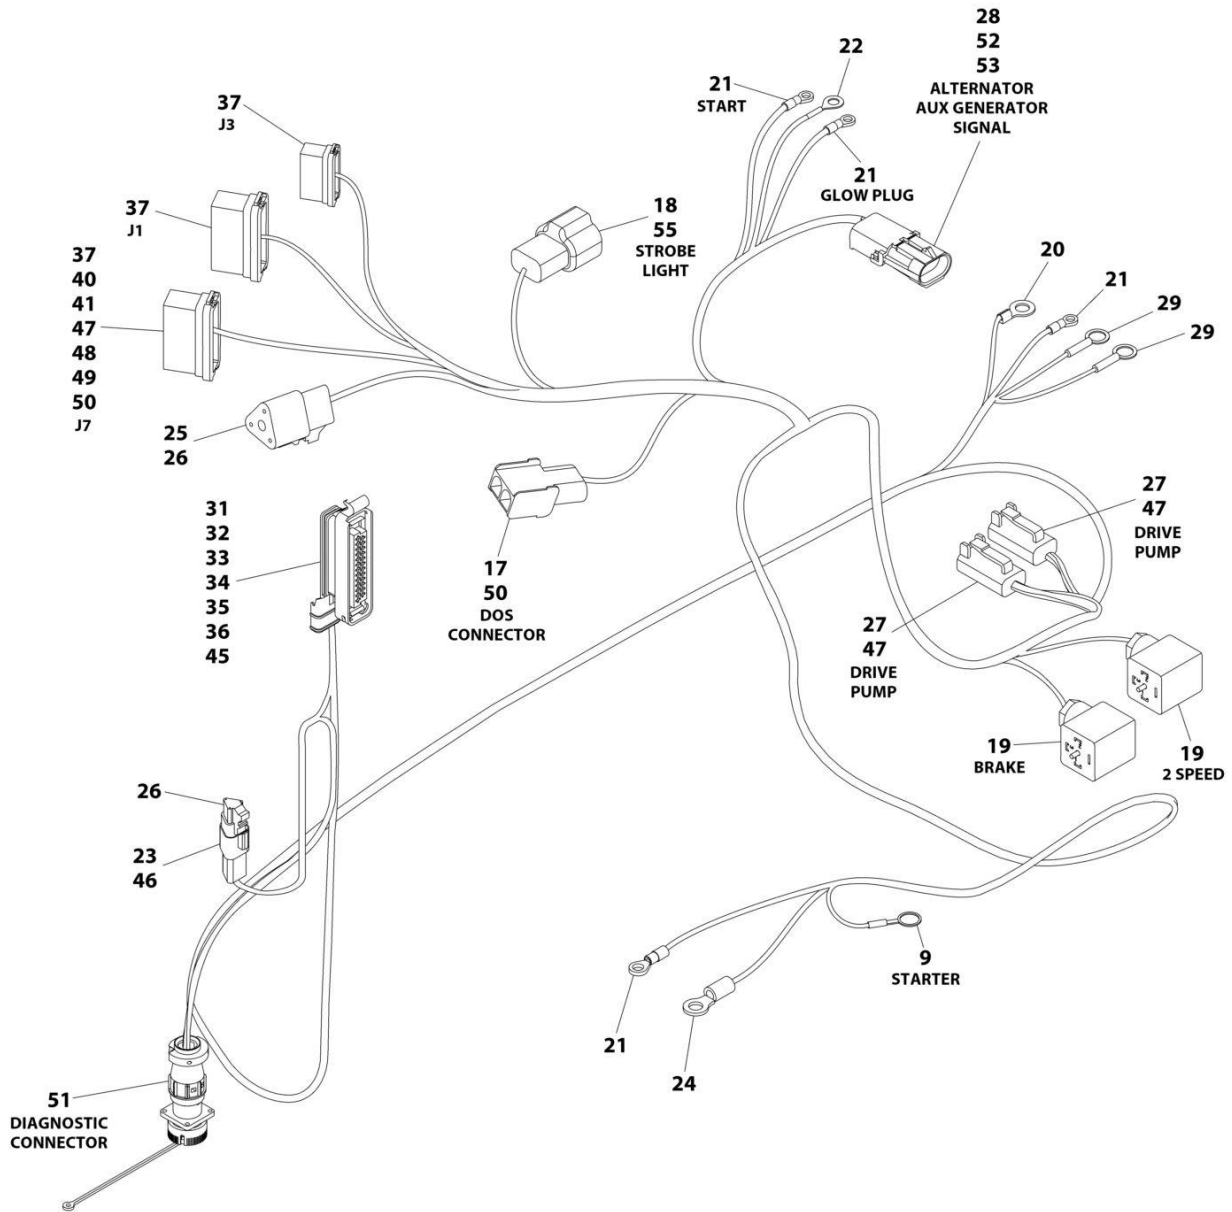 28
52
53
ALTERNATOR
AUX GENERATOR
SIGNAL
22
21
START
37
J3
21
GLOW PLUG
37
J1
18
55
STROBE
LIGHT
37
40
41
47
48
49
50
J7
20
21
29
29
25
26
31
32
33
34
35
36
45
17
50
DOS
CONNECTOR
27
47
DRIVE
PUMP
27
47
DRIVE
PUMP
19
BRAKE
19
2 SPEED
26
23
46
9
STARTER
21
24
51
DIAGNOSTIC
CONNECTOR